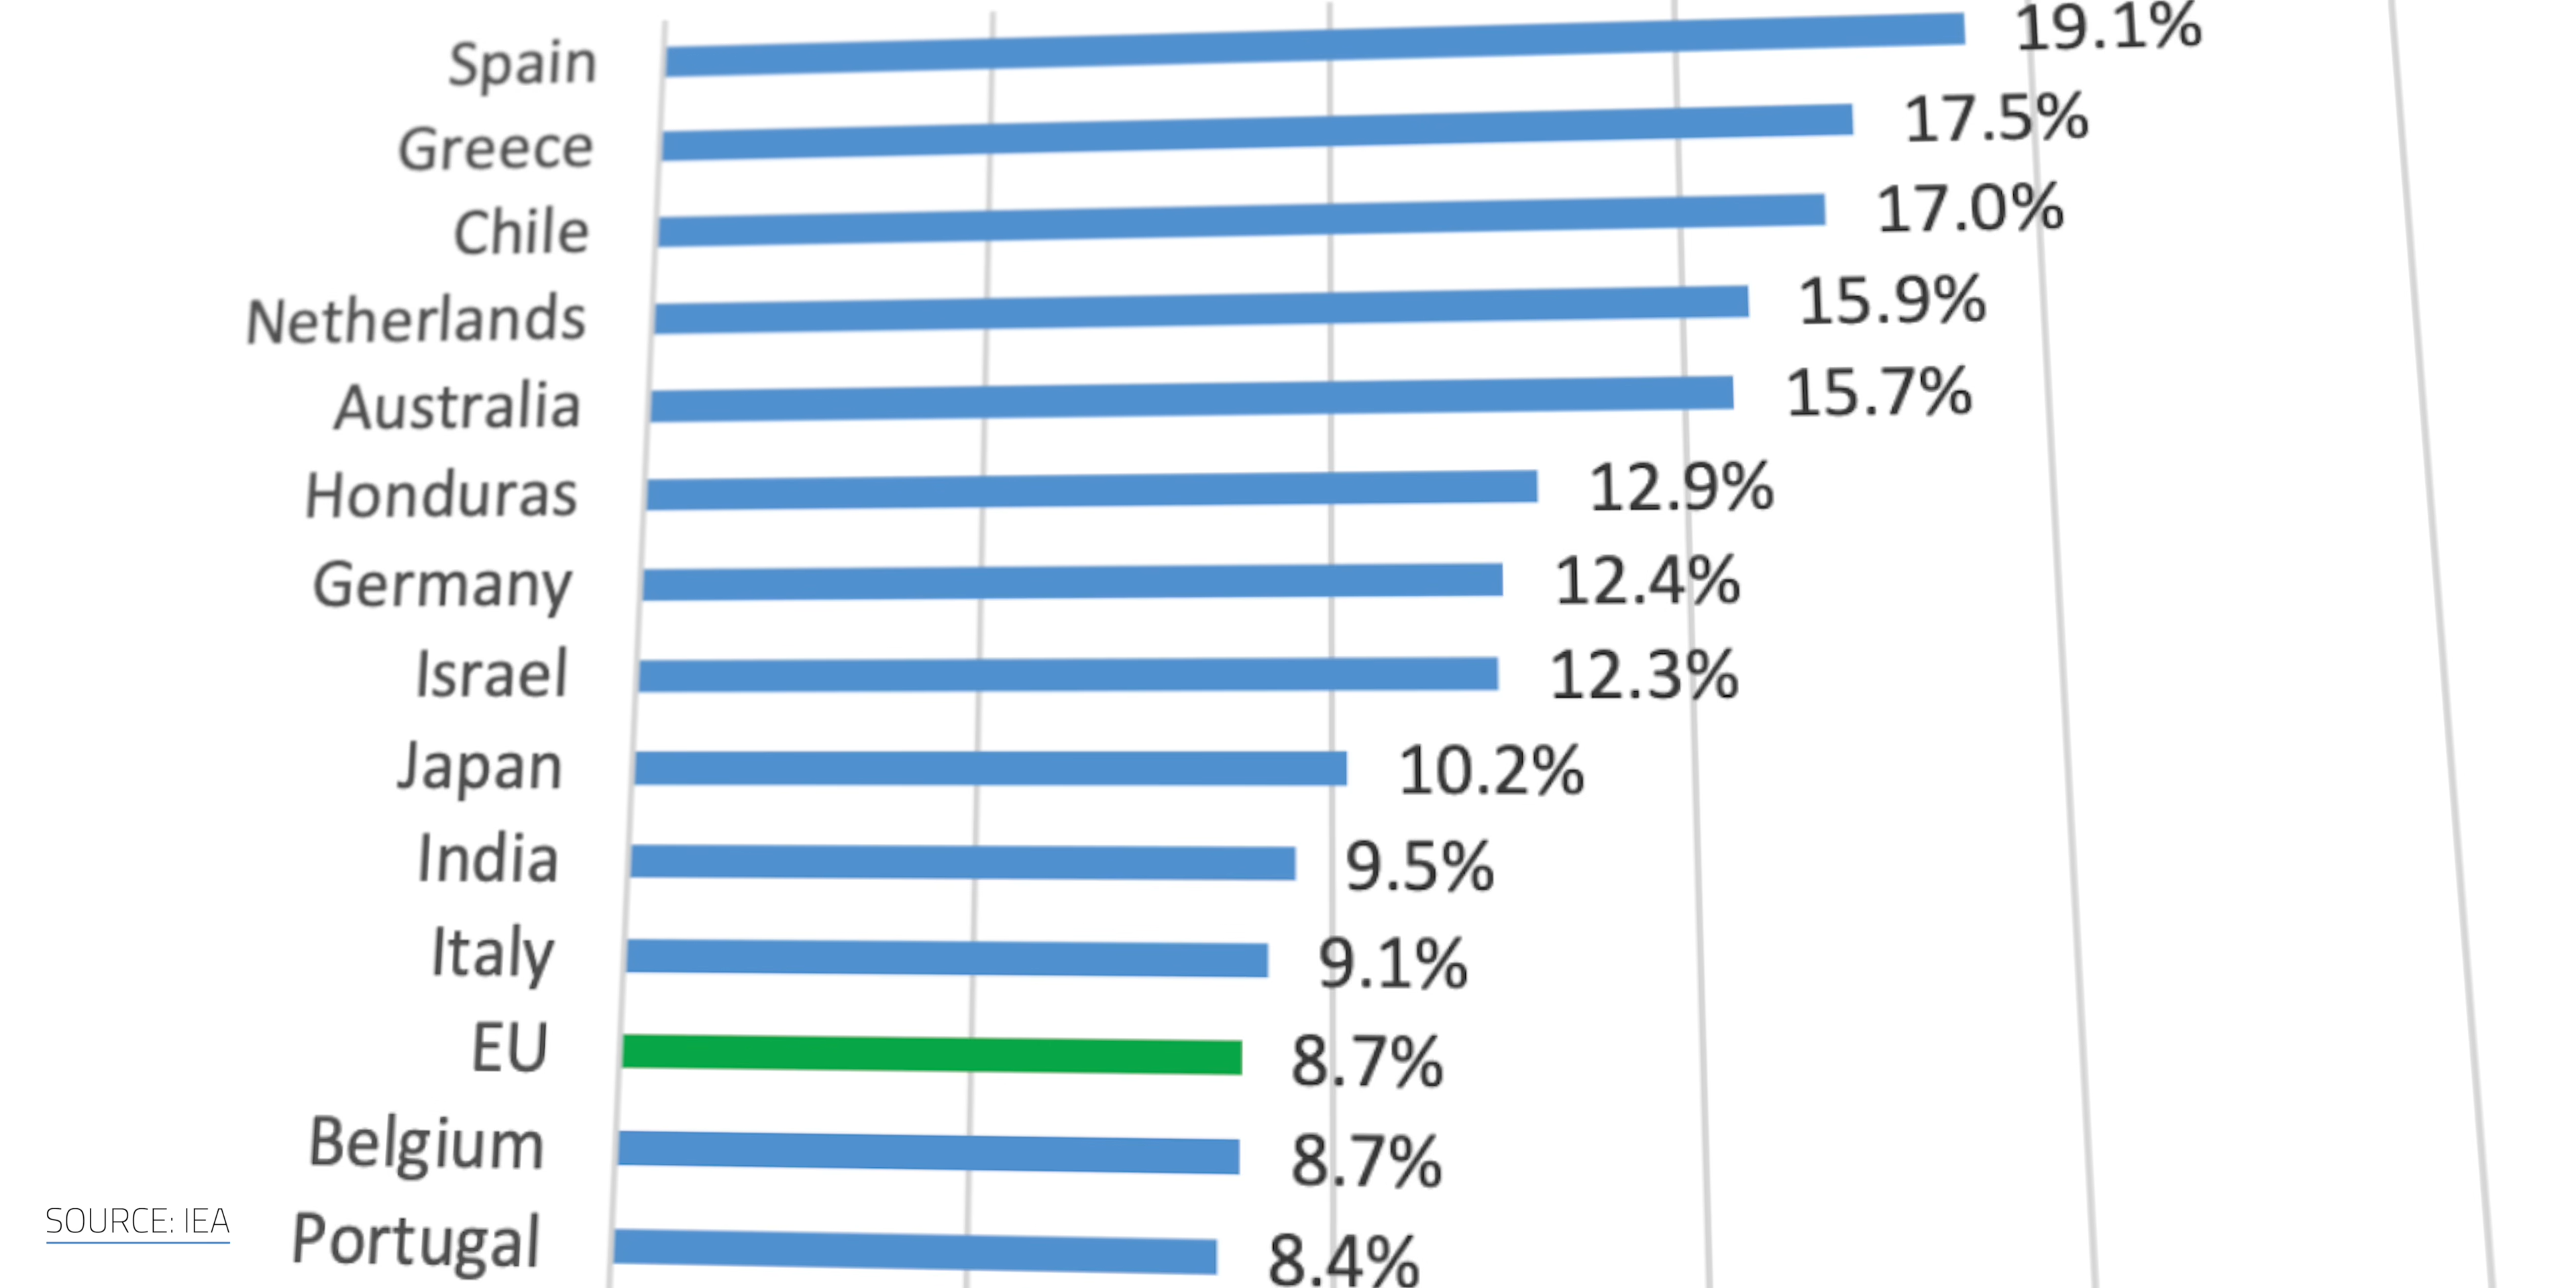 Spain 19.1%
Greece 17.5%
Chile 17.0%
Netherlands 15.9%
Australia 15.7%
Honduras 12.9%
Germany 12.4%
Israel 12.3%
Japan 10.2%
India 9.5%
Italy 9.1%
EU 8.7%
Belgium 8.7%
Portugal 8.4%
SOURCE: IEA